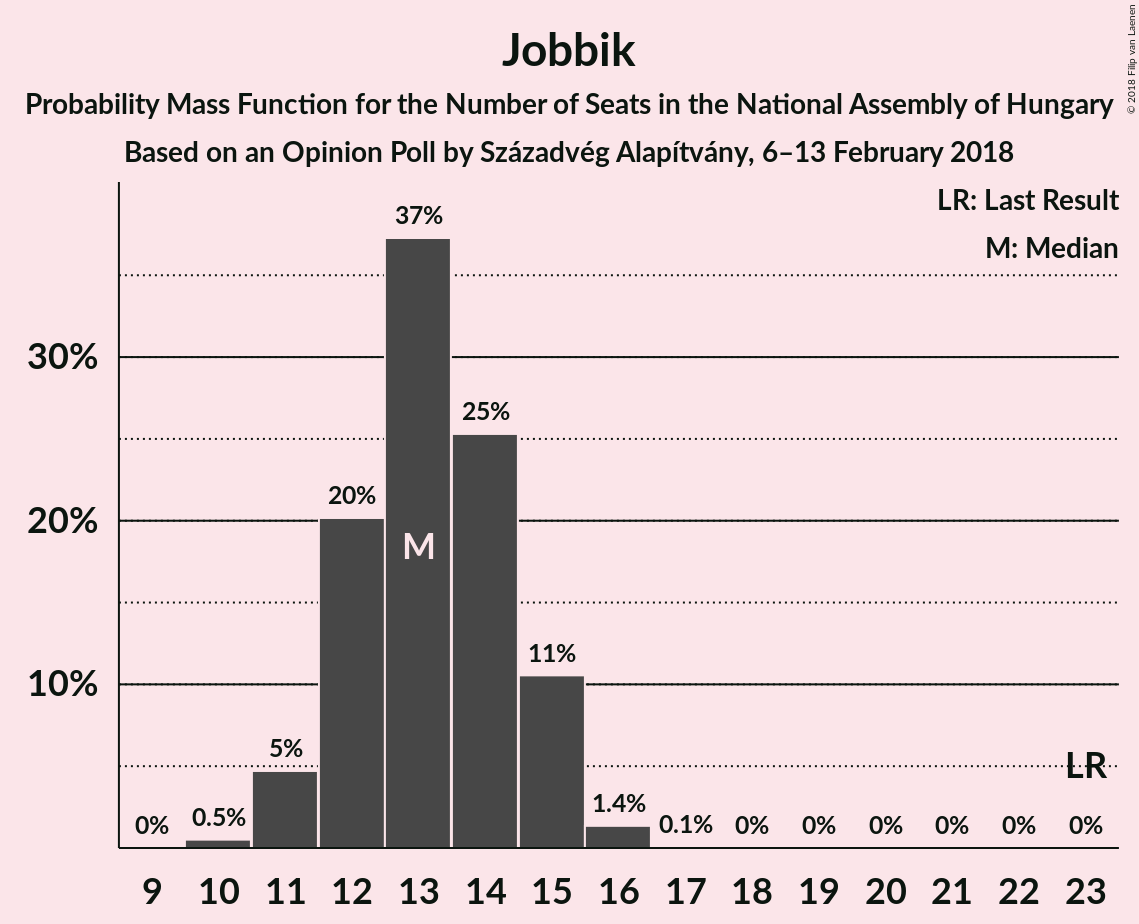 Jobbik
Probability Mass Function for the Number of Seats in the National Assembly of Hungary
Based on an Opinion Poll by Századvég Alapítvány, 6–13 February 2018
© 2018 Filip van Laenen
LR: Last Result
M: Median
37%
30%
25%
20%
20%
M
11%
10%
5%
LR
0%
0.5%
1.4%
0.1%
0%
0%
0%
0%
0%
0%
9 10 11 12 13 14 15 16 17 18 19 20 21 22 23